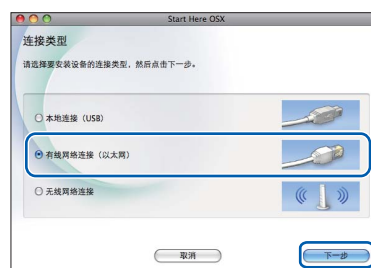 Start Here OSX
连接类型
请选择要安装设备的连接类型，然后点击下一步。
本地连接（USB）
有线网络连接（以太网）
无线网络连接
取消
下一步